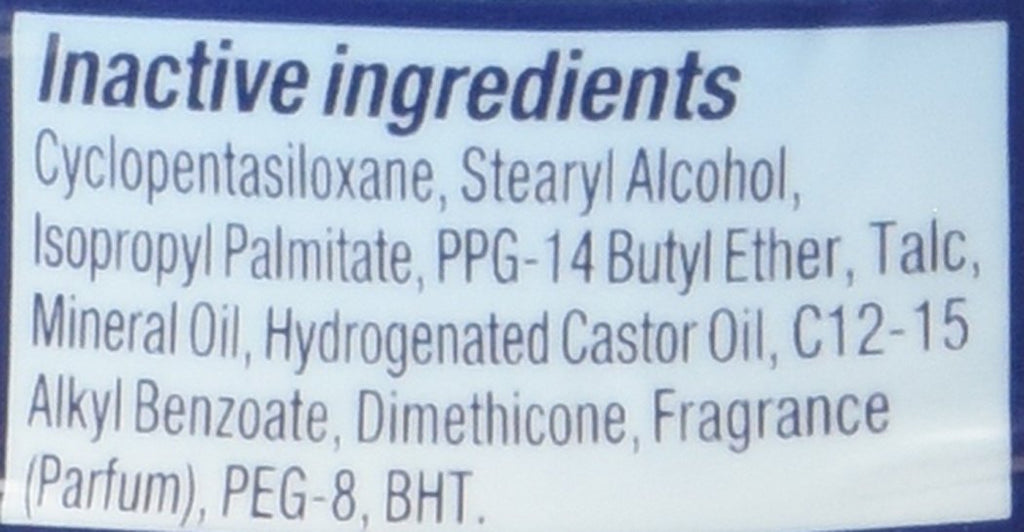 Inactive ingredients
Cyclopentasiloxane, Stearyl Alcohol,
Isopropyl Palmitate, PPG-14 Butyl Ether, Talc,
Mineral Oil, Hydrogenated Castor Oil, C12-15
Alkyl Benzoate, Dimethicone, Fragrance
(Parfum), PEG-8, BHT.